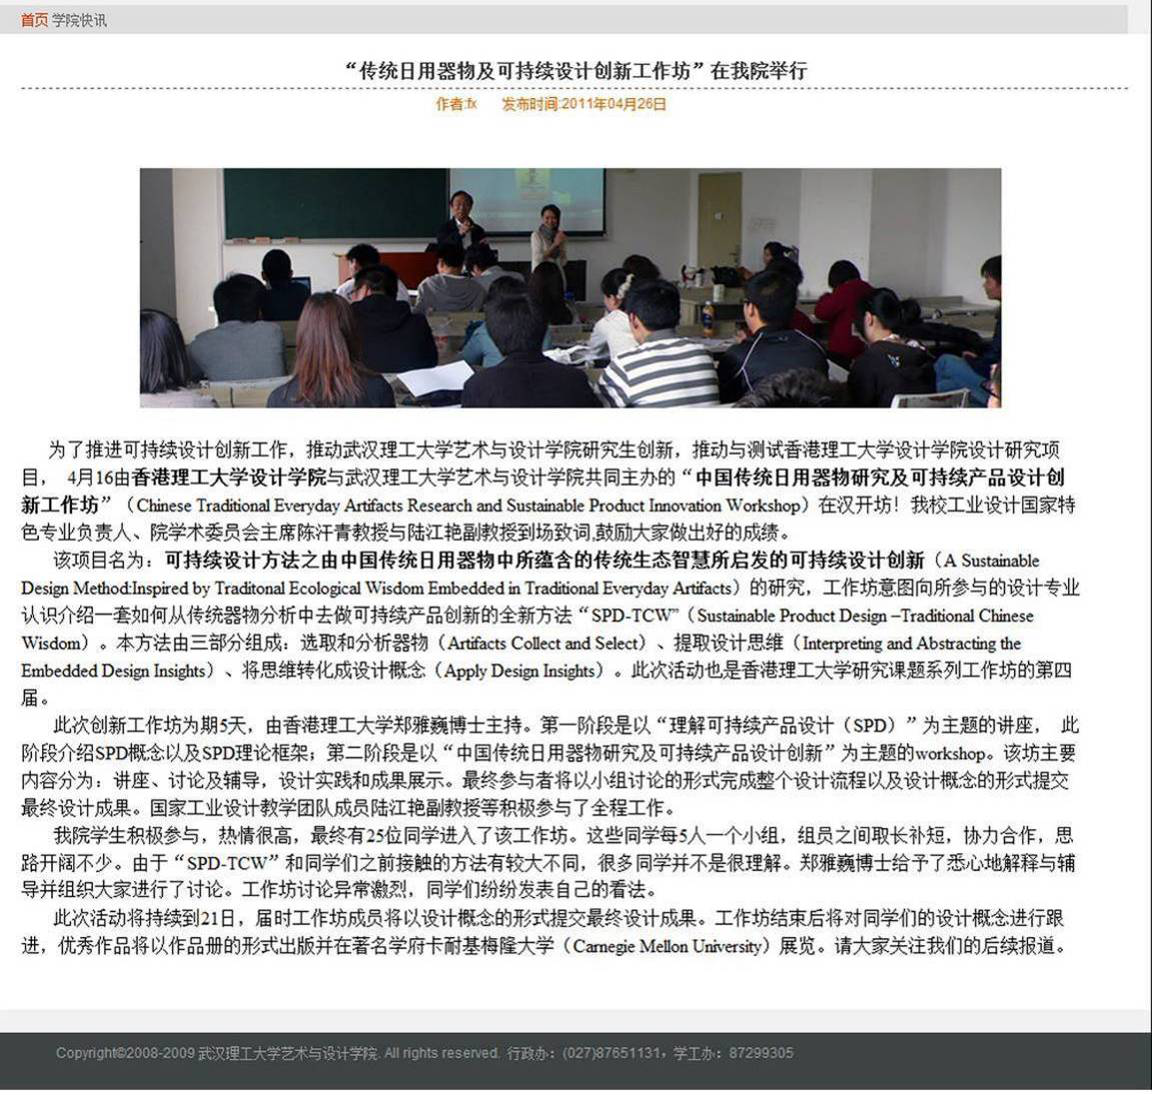 首页 学院快讯
“传统日用器物及可持续设计创新工作坊”在我院举行
作者:fx 发布时间:2011年04月26日
为了推进可持续设计创新工作，推动武汉理工大学艺术与设计学院研究生创新，推动与测试香港理工大学设计学院设计研究项
目， 4月16由香港理工大学设计学院与武汉理工大学艺术与设计学院共同主办的“中国传统日用器物研究及可持续产品设计创
新工作坊”（Chinese Traditional Everyday Artifacts Research and Sustainable Product Innovation Workshop）在汉开坊！我校工业设计国家特
色专业负责人、院学术委员会主席陈汗青教授与陆江艳副教授到场致词,鼓励大家做出好的成绩。
该项目名为：可持续设计方法之由中国传统日用器物中所蕴含的传统生态智慧所启发的可持续设计创新（A Sustainable
Design Method:Inspired by Traditonal Ecological Wisdom Embedded in Traditional Everyday Artifacts）的研究，工作坊意图向所参与的设计专业
认识介绍一套如何从传统器物分析中去做可持续产品创新的全新方法“SPD-TCW”（Sustainable Product Design –Traditional Chinese
Wisdom）。本方法由三部分组成：选取和分析器物（Artifacts Collect and Select）、提取设计思维（Interpreting and Abstracting the
Embedded Design Insights）、将思维转化成设计概念（Apply Design Insights）。此次活动也是香港理工大学研究课题系列工作坊的第四
届。
此次创新工作坊为期5天，由香港理工大学郑雅巍博士主持。第一阶段是以“理解可持续产品设计（SPD）”为主题的讲座， 此
阶段介绍SPD概念以及SPD理论框架；第二阶段是以“中国传统日用器物研究及可持续产品设计创新”为主题的workshop。该坊主要
内容分为：讲座、讨论及辅导，设计实践和成果展示。最终参与者将以小组讨论的形式完成整个设计流程以及设计概念的形式提交
最终设计成果。国家工业设计教学团队成员陆江艳副教授等积极参与了全程工作。
我院学生积极参与，热情很高，最终有25位同学进入了该工作坊。这些同学每5人一个小组，组员之间取长补短，协力合作，思
路开阔不少。由于“SPD-TCW”和同学们之前接触的方法有较大不同，很多同学并不是很理解。郑雅巍博士给予了悉心地解释与辅
导并组织大家进行了讨论。工作坊讨论异常激烈，同学们纷纷发表自己的看法。
此次活动将持续到21日，届时工作坊成员将以设计概念的形式提交最终设计成果。工作坊结束后将对同学们的设计概念进行跟
进，优秀作品将以作品册的形式出版并在著名学府卡耐基梅隆大学（Carnegie Mellon University）展览。请大家关注我们的后续报道。
Copyright©2008-2009 武汉理工大学艺术与设计学院. All rights reserved. 行政办：(027)87651131，学工办：87299305